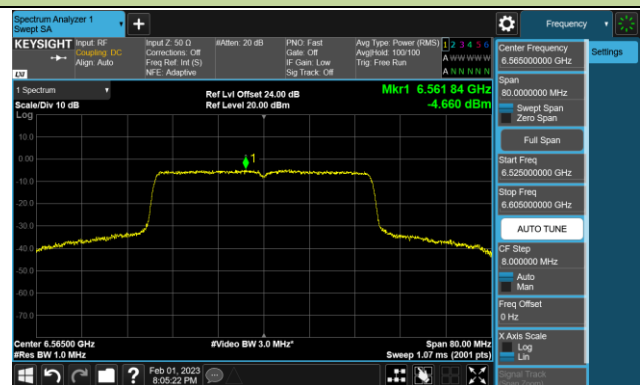 Spectrum Analyzer 1
Swept SA
Frequency
KEYSIGHT
Input: RF
Coupling: DC
Align: Auto
Input Z: 50 Ω
Corrections: Off
Freq Ref: Int (S)
NFE: Adaptive
#Atten: 20 dB
PNO: Fast
Gate: Off
IF Gain: Low
Sig Track: Off
Avg Type: Power (RMS)
Avg|Hold: 100/100
Trig: Free Run
1 2 3 4 5 6
A W W W W W
A N N N N N
LXI
1 Spectrum
Scale/Div 10 dB
Log
Ref Lvl Offset 24.00 dB
Ref Level 20.00 dBm
Mkr1 6.561 84 GHz
-4.660 dBm
10.0
0.00
-10.0
-20.0
-30.0
-40.0
-50.0
-60.0
-70.0
1
Center 6.56500 GHz
#Res BW 1.0 MHz
#Video BW 3.0 MHz*
Span 80.00 MHz
Sweep 1.07 ms (2001 pts)
Feb 01, 2023
8:05:22 PM
Center Frequency
6.565000000 GHz
Span
80.0000000 MHz
Swept Span
Zero Span
Full Span
Start Freq
6.525000000 GHz
Stop Freq
6.605000000 GHz
AUTO TUNE
CF Step
8.000000 MHz
Auto
Man
Freq Offset
0 Hz
X Axis Scale
Log
Lin
Signal Track
(Span Zoom)
Settings